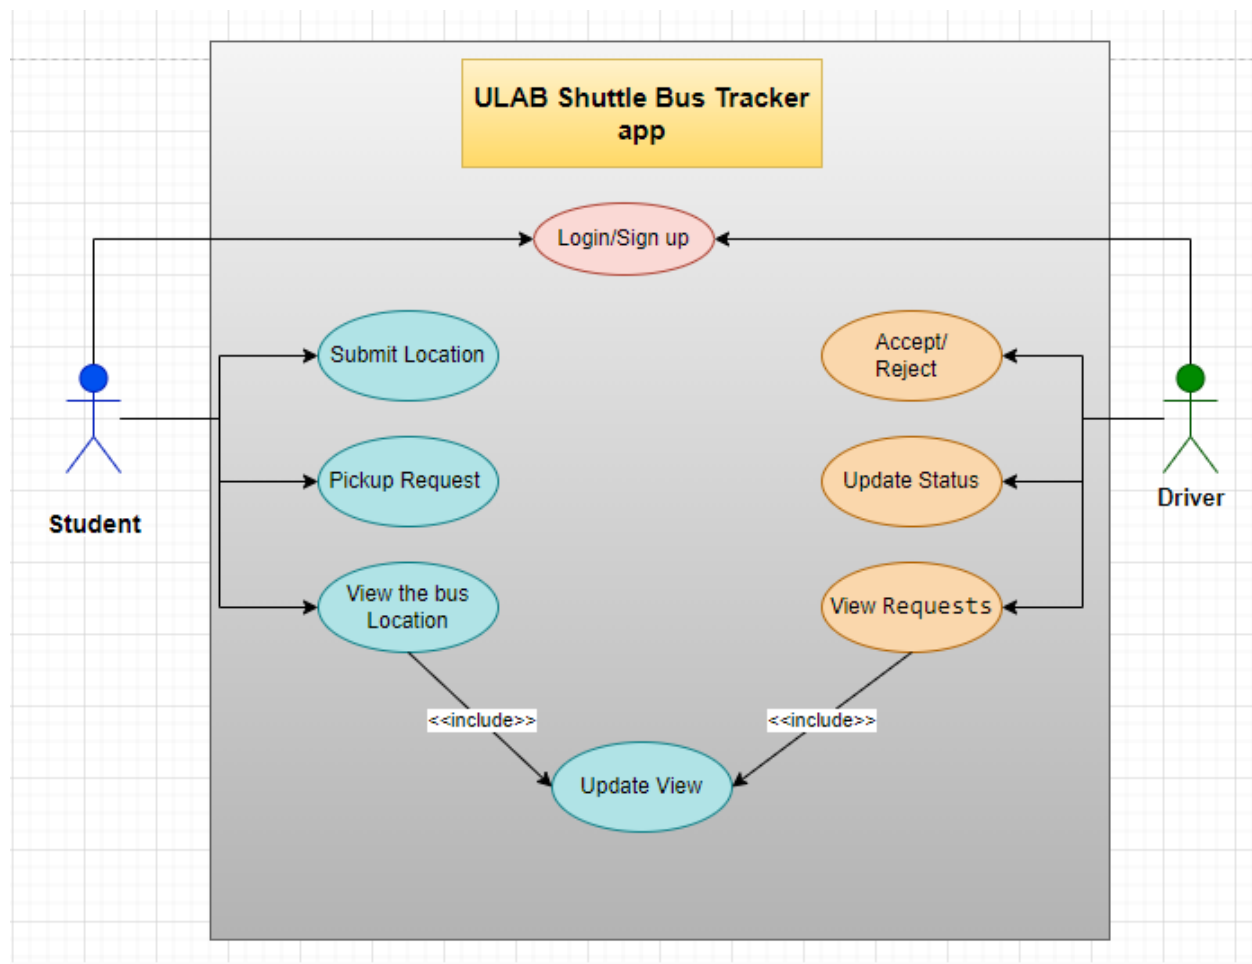 ULAB Shuttle Bus Tracker
app
Login/Sign up
Submit Location
Accept/
Reject
Pickup Request
Update Status
Student
Driver
View the bus
Location
View Requests
<<include>>
<<include>>
Update View